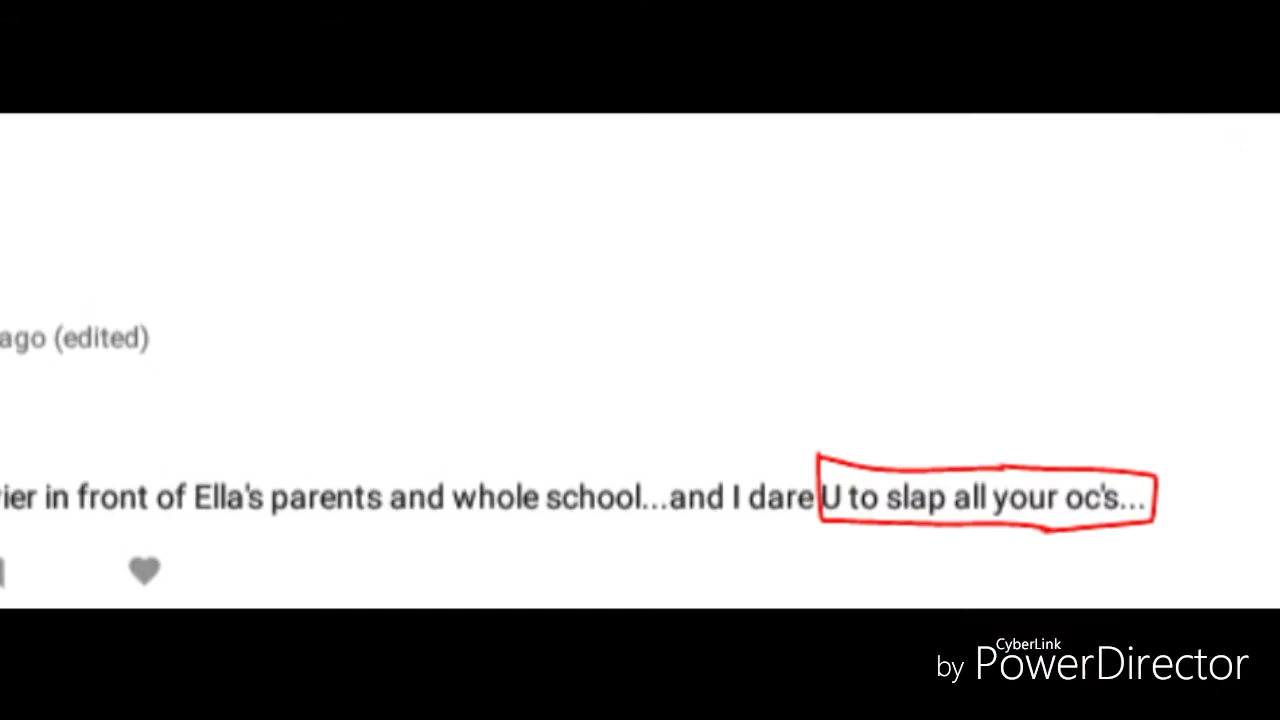 ago (edited)
ier in front of Ella's parents and whole school...and I dare U to slap all your oc's...
CyberLink
by PowerDirector